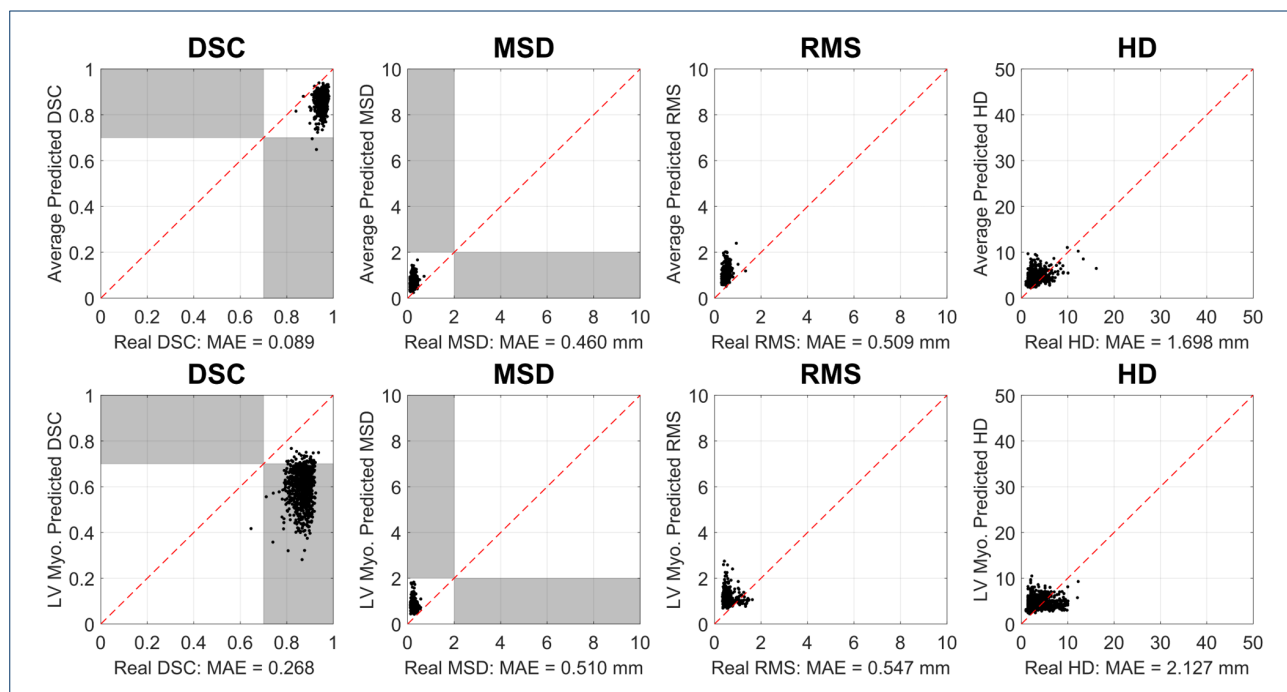 DSC
MSD
RMS
HD
Average Predicted DSC
1
0.8
0.6
0.4
0.2
0
0 0.2 0.4 0.6 0.8 1
Real DSC: MAE = 0.089
Average Predicted MSD
10
8
6
4
2
0
0 2 4 6 8 10
Real MSD: MAE = 0.460 mm
Average Predicted RMS
10
8
6
4
2
0
0 2 4 6 8 10
Real RMS: MAE = 0.509 mm
Average Predicted HD
50
40
30
20
10
0
0 10 20 30 40 50
Real HD: MAE = 1.698 mm
DSC
MSD
RMS
HD
LV Myo. Predicted DSC
1
0.8
0.6
0.4
0.2
0
0 0.2 0.4 0.6 0.8 1
Real DSC: MAE = 0.268
LV Myo. Predicted MSD
10
8
6
4
2
0
0 2 4 6 8 10
Real MSD: MAE = 0.510 mm
LV Myo. Predicted RMS
10
8
6
4
2
0
0 2 4 6 8 10
Real RMS: MAE = 0.547 mm
LV Myo. Predicted HD
50
40
30
20
10
0
0 10 20 30 40 50
Real HD: MAE = 2.127 mm